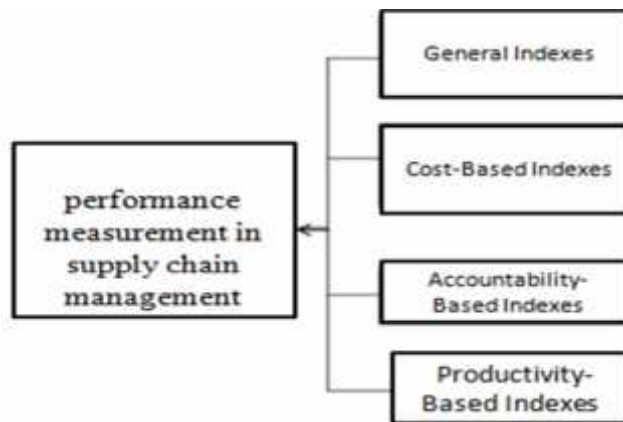 General Indexes
Cost-Based Indexes
performance
measurement in
supply chain
management
Accountability-
Based Indexes
Productivity-
Based Indexes